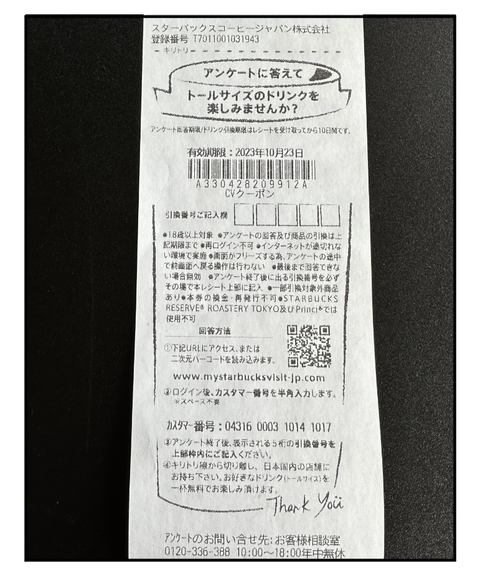 スターバックスコーヒージャパン株式会社
登録番号 T7011001031943
キリトリ
アンケートに答えて
トールサイズのドリンクを
楽しみませんか？
アンケート回答期限/ドリンク引換期限はレシートを受け取ってから10日間です。
有効期限：2023年10月23日
A330428209912A
CVクーポン
引換番号ご記入欄
●18歳以上対象 ●アンケートの回答及び商品の引換は上
記期限まで ●再ログイン不可 ●インターネットが途切れな
い環境で実施 ●画面がフリーズする為、アンケートの途中
で前画面へ戻る操作は行わない ●最後まで回答できな
い場合無効 ●アンケート終了後に出る引換番号を必ず
その場で本レシート上部に記入 ●一部引換対象外商品
あり●本券の換金・再発行不可●STARBUCKS
RESERVE® ROASTERY TOKYO及びPrinci®では
使用不可
回答方法
①下記URLにアクセス、または
二次元バーコードを読み込みます。
www.mystarbucksvisit-jp.com
②ログイン後、カスタマー番号を半角入力します。
※スペース不要
カスタマー番号：04316 0003 1014 1017
③アンケート終了後、表示される5桁の引換番号を
上部枠内にご記入ください。
④キリトリ線から切り離し、日本国内の店舗に
お持ち下さい。お好きなドリンク(トールサイズ)を
一杯無料でお楽しみ頂けます。
Thank You
アンケートのお問い合せ先：お客様相談室
0120-336-388 10:00～18:00年中無休